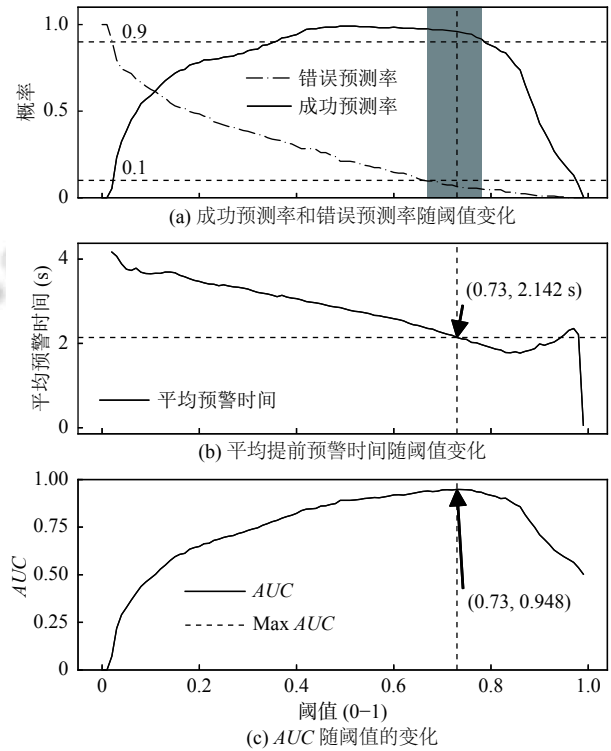 1.0
0.9
错误预测率
成功预测率
概率
0.5
0.1
0
(a) 成功预测率和错误预测率随阈值变化
4
(0.73, 2.142 s)
平均预警时间 (s)
2
平均预警时间
0
(b) 平均提前预警时间随阈值变化
1.00
0.75
AUC
0.50
AUC
(0.73, 0.948)
0.25
Max AUC
0
0 0.2 0.4 0.6 0.8 1.0
阈值 (0−1)
(c) AUC 随阈值的变化